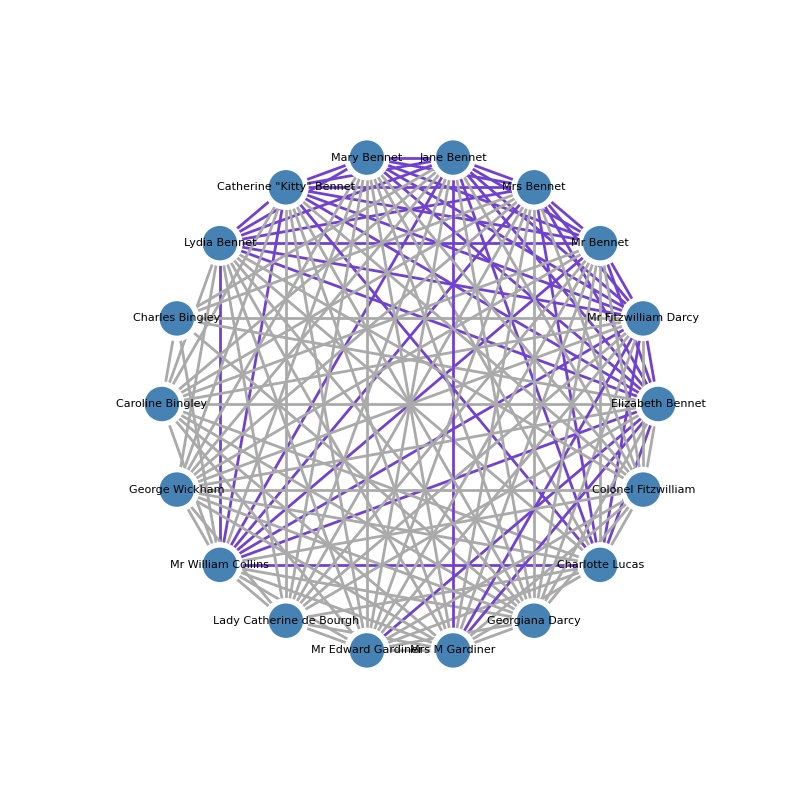 Mary Bennet
Jane Bennet
Catherine "Kitty" Bennet
Mrs Bennet
Lydia Bennet
Mr Bennet
Charles Bingley
Mr Fitzwilliam Darcy
Caroline Bingley
Elizabeth Bennet
George Wickham
Colonel Fitzwilliam
Mr William Collins
Charlotte Lucas
Lady Catherine de Bourgh
Georgiana Darcy
Mr Edward Gardiner
Mrs M Gardiner